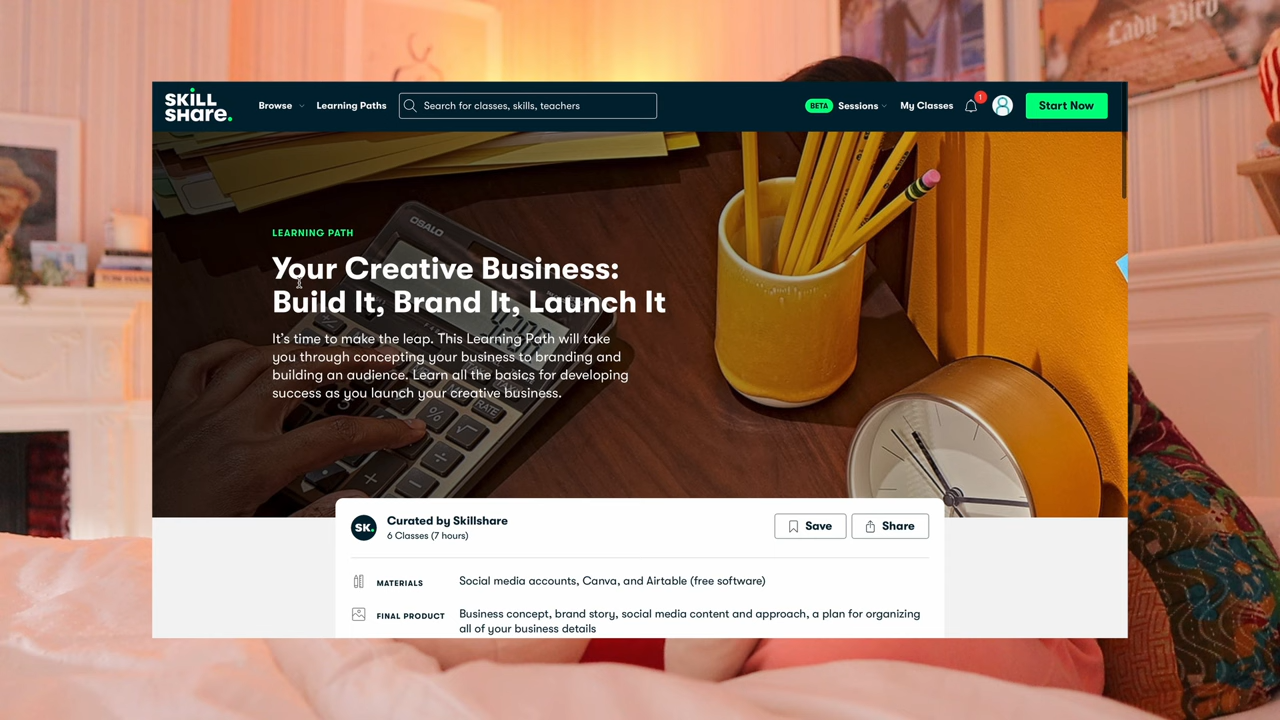 Lady Bird
SKILL
SHare.
Browse
Learning Paths
Search for classes, skills, teachers
BETA
Sessions
My Classes
1
Start Now
OSALO
LEARNING PATH
Your Creative Business:
Build It, Brand It, Launch It
It's time to make the leap. This Learning Path will take
you through concepting your business to branding and
building an audience. Learn all the basics for developing
success as you launch your creative business.
RATE
%
SK.
Curated by Skillshare
6 Classes (7 hours)
Save
Share
MATERIALS
Social media accounts, Canva, and Airtable (free software)
FINAL PRODUCT
Business concept, brand story, social media content and approach, a plan for organizing
all of your business details